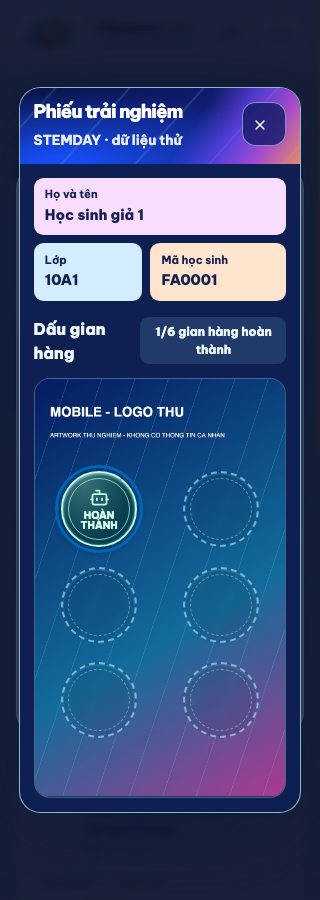 Phiếu trải nghiệm
STEMDAY · dữ liệu thử
×
Họ và tên
Học sinh giả 1
Lớp
10A1
Mã học sinh
FA0001
Dấu gian
hàng
1/6 gian hàng hoàn
thành
MOBILE - LOGO THU
ARTWORK THU NGHIEM - KHONG CO THONG TIN CA NHAN
HOÀN
THÀNH